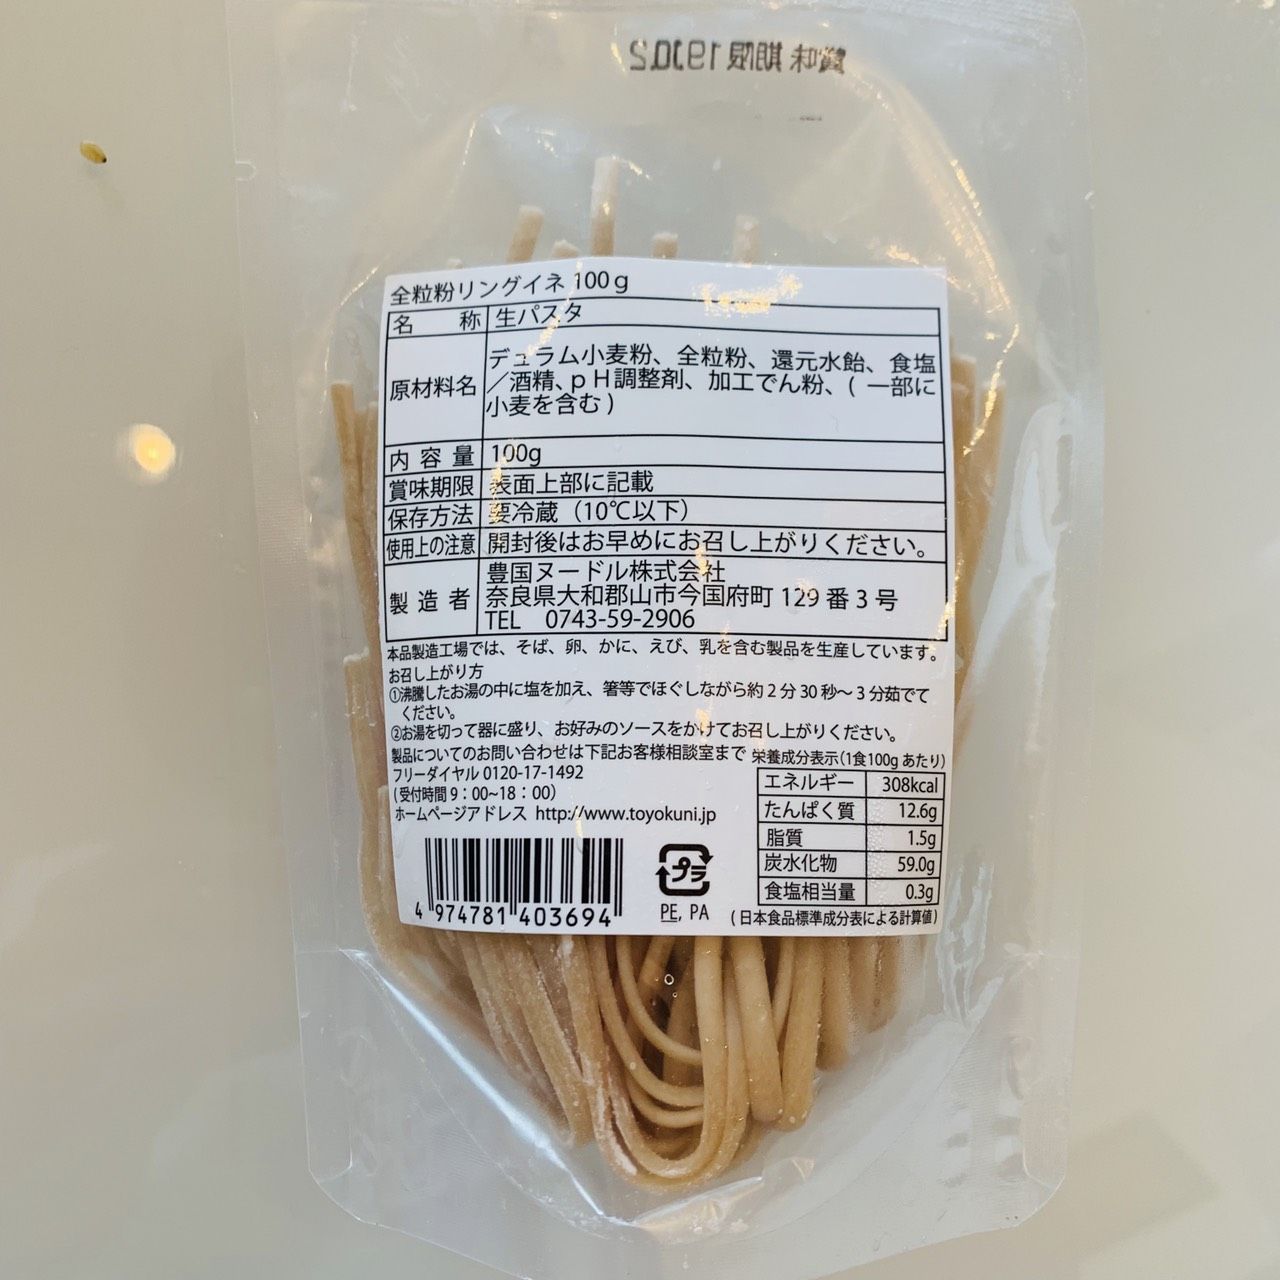 賞味期限 19.10.2
全粒粉リングイネ 100g
名称 生パスタ
原材料名 デュラム小麦粉、全粒粉、還元水飴、食塩
／酒精、pH調整剤、加工でん粉、(一部に
小麦を含む)
内容量 100g
賞味期限 表面上部に記載
保存方法 要冷蔵（10℃以下）
使用上の注意 開封後はお早めにお召し上がりください。
製造者 豊国ヌードル株式会社
奈良県大和郡山市今国府町 129 番 3 号
TEL 0743-59-2906
本品製造工場では、そば、卵、かに、えび、乳を含む製品を生産しています。
お召し上がり方
①沸騰したお湯の中に塩を加え、箸等でほぐしながら約2分30秒〜3分茹でて
ください。
②お湯を切って器に盛り、お好みのソースをかけてお召し上がりください。
製品についてのお問い合わせは下記お客様相談室まで
フリーダイヤル 0120-17-1492
(受付時間9：00~18：00)
ホームページアドレス http://www.toyokuni.jp
栄養成分表示(1食100gあたり)
エネルギー 308kcal
たんぱく質 12.6g
脂質 1.5g
炭水化物 59.0g
食塩相当量 0.3g
(日本食品標準成分表による計算値)
4 974781 403694
プラ
PE, PA